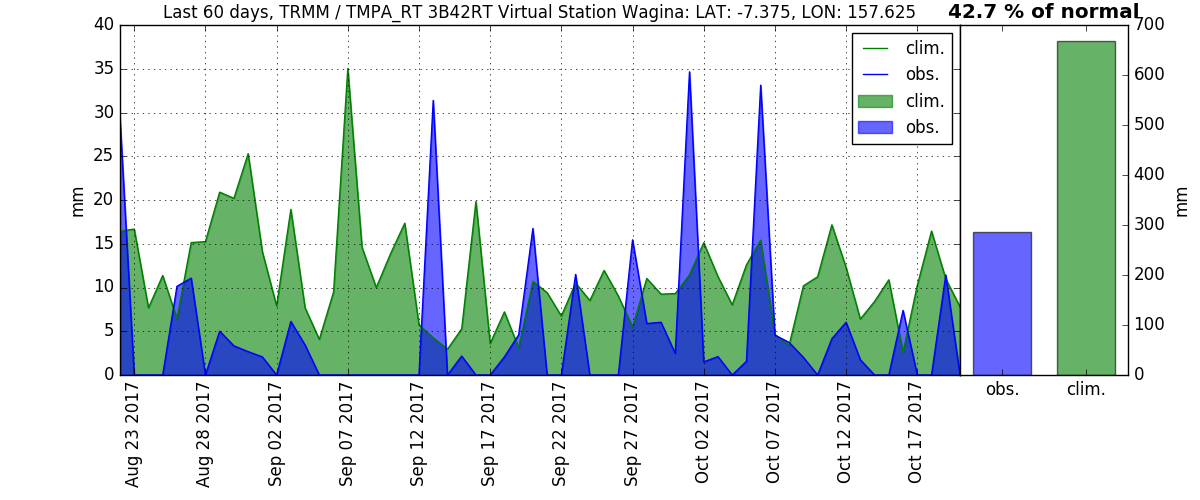 Last 60 days, TRMM / TMPA_RT 3B42RT Virtual Station Wagina: LAT: -7.375, LON: 157.625
42.7 % of normal
40
35
30
25
20
15
10
5
0
mm
clim.
obs.
clim.
obs.
700
600
500
400
300
200
100
0
mm
obs.
clim.
Aug 23 2017
Aug 28 2017
Sep 02 2017
Sep 07 2017
Sep 12 2017
Sep 17 2017
Sep 22 2017
Sep 27 2017
Oct 02 2017
Oct 07 2017
Oct 12 2017
Oct 17 2017